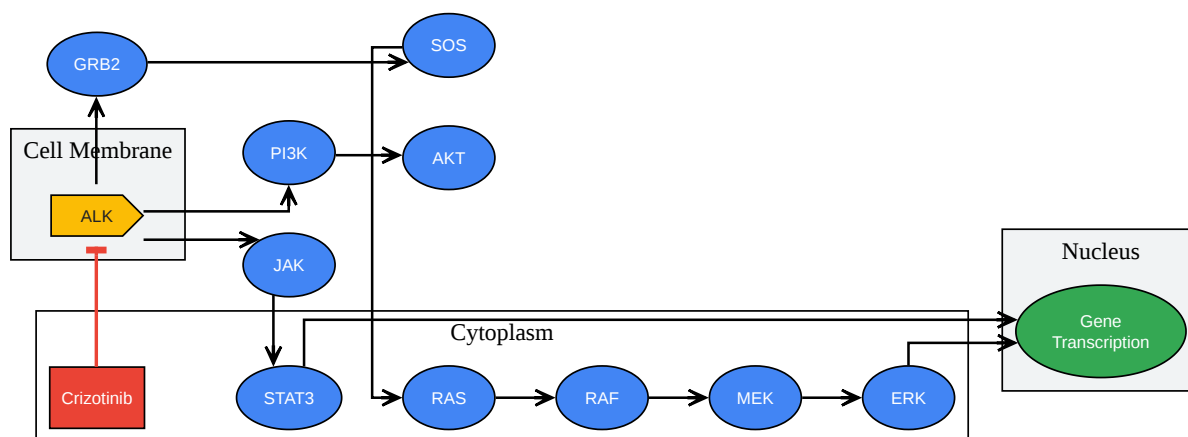 SOS
GRB2
Cell Membrane
PI3K
AKT
ALK
JAK
Nucleus
Cytoplasm
Gene
Transcription
Crizotinib
STAT3
RAS
RAF
MEK
ERK